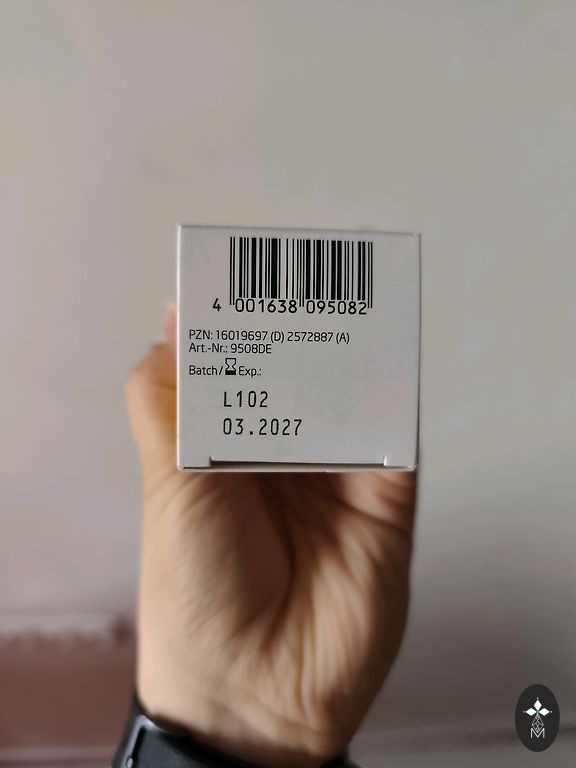 4 001638 095082
PZN: 16019697 (D) 2572887 (A)
Art.-Nr.: 9508DE
Batch/ Exp.:
L102
03.2027
M